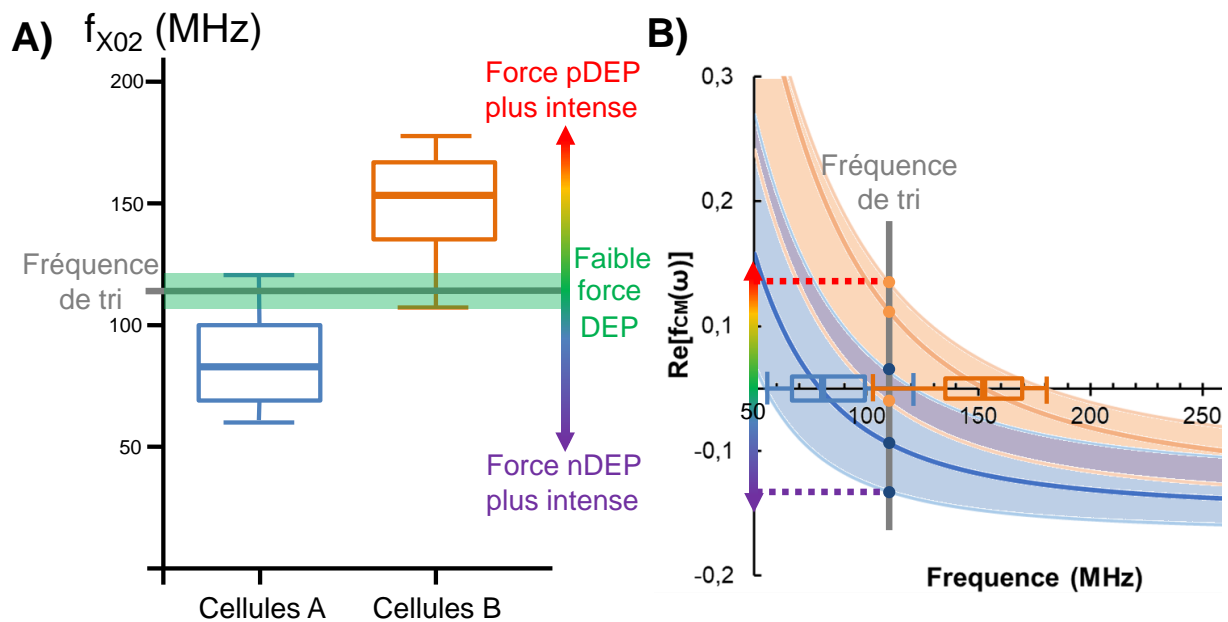 A)
f_X02 (MHz)
200
150
100
50
Fréquence
de tri
Cellules A
Cellules B
Force pDEP
plus intense
Faible
force
DEP
Force nDEP
plus intense
B)
0,3
0,2
0,1
-0,1
-0,2
Re[fCM(ω)]
Fréquence
de tri
50
100
150
200
250
Frequence (MHz)